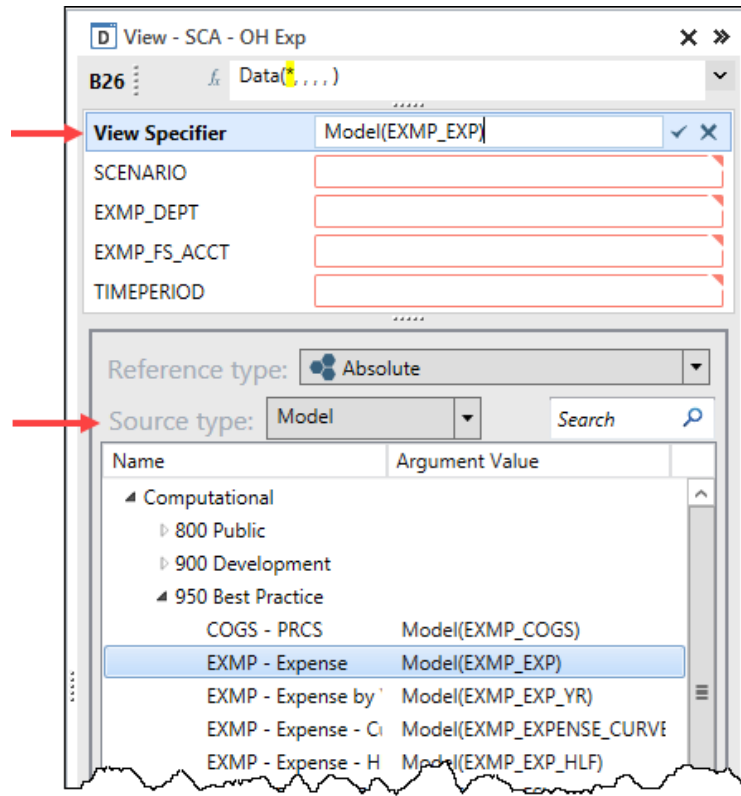 D View - SCA - OH Exp
B26 fx Data(*, , , , )
View Specifier Model(EXMP_EXP)
SCENARIO
EXMP_DEPT
EXMP_FS_ACCT
TIMEPERIOD
Reference type: Absolute
Source type: Model Search
Name Argument Value
Computational
800 Public
900 Development
950 Best Practice
COGS - PRCS Model(EXMP_COGS)
EXMP - Expense Model(EXMP_EXP)
EXMP - Expense by Model(EXMP_EXP_YR)
EXMP - Expense - Model(EXMP_EXPENSE_CURVE
EXMP - Expense - H Model(EXMP_EXP_HLF)